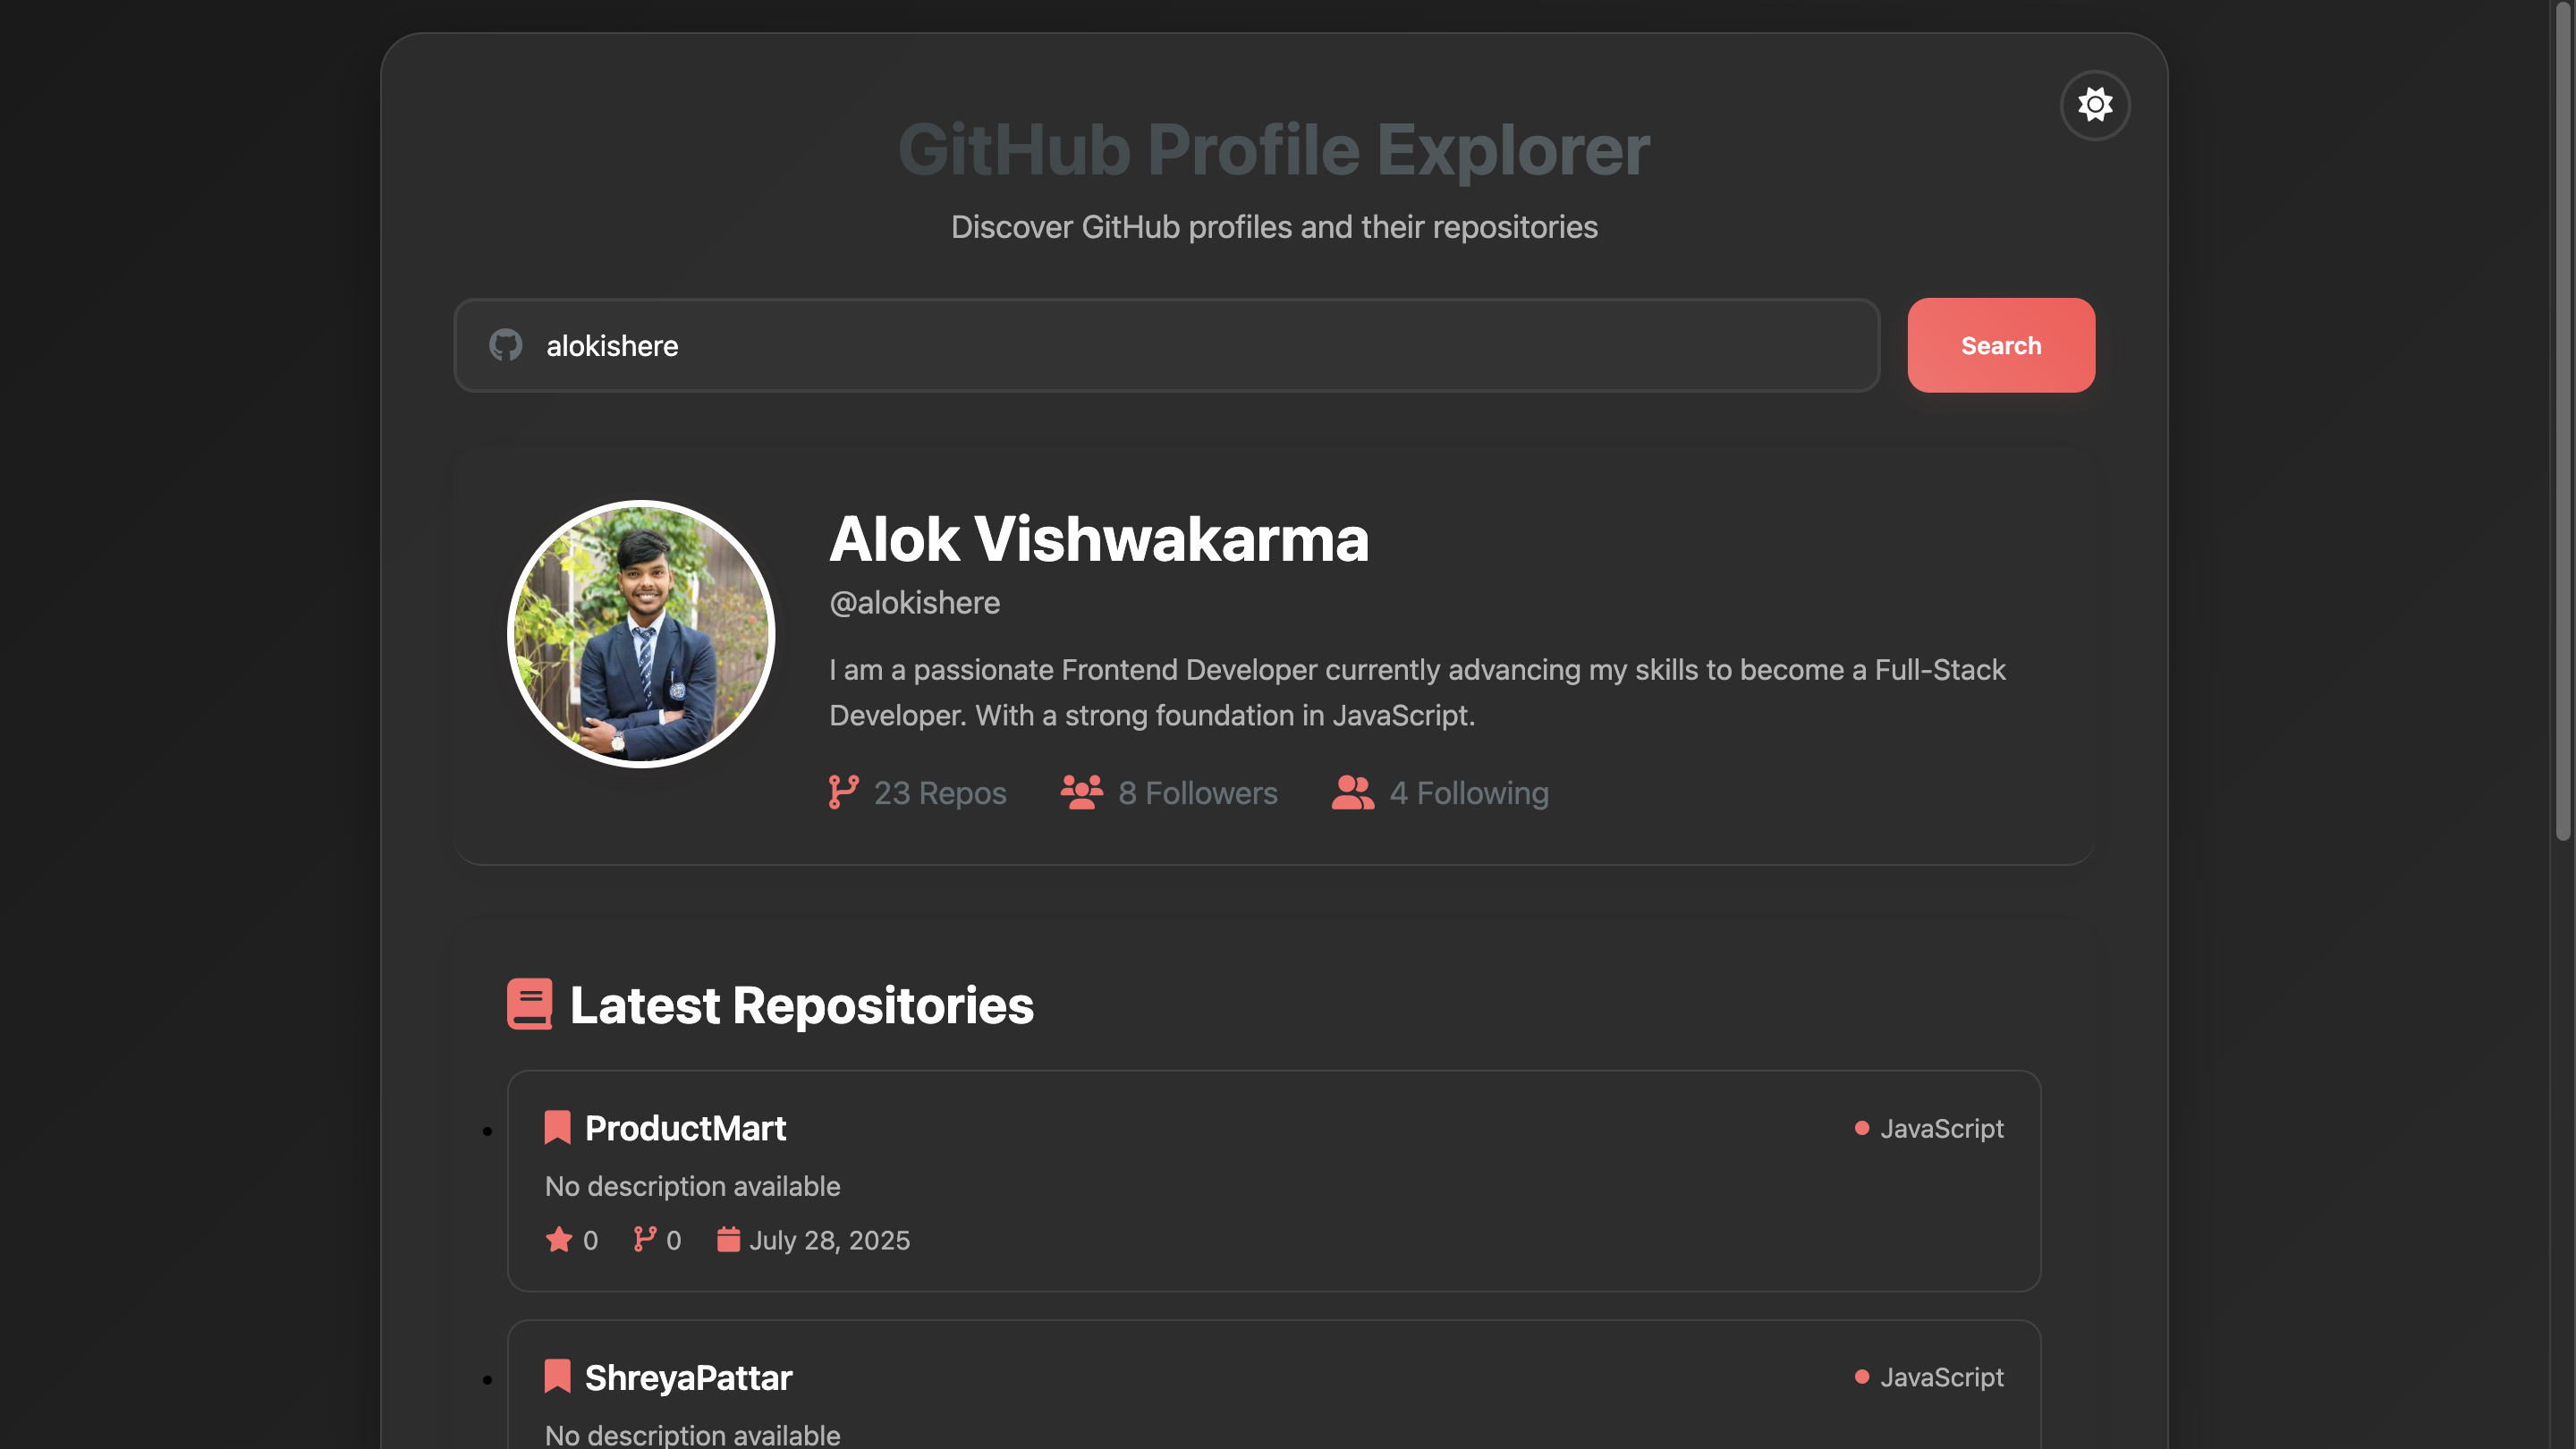 GitHub Profile Explorer
Discover GitHub profiles and their repositories
alokishere
Search
Alok Vishwakarma
@alokishere
I am a passionate Frontend Developer currently advancing my skills to become a Full-Stack
Developer. With a strong foundation in JavaScript.
23 Repos 8 Followers 4 Following
Latest Repositories
ProductMart JavaScript
No description available
0 0 July 28, 2025
ShreyaPattar JavaScript
No description available